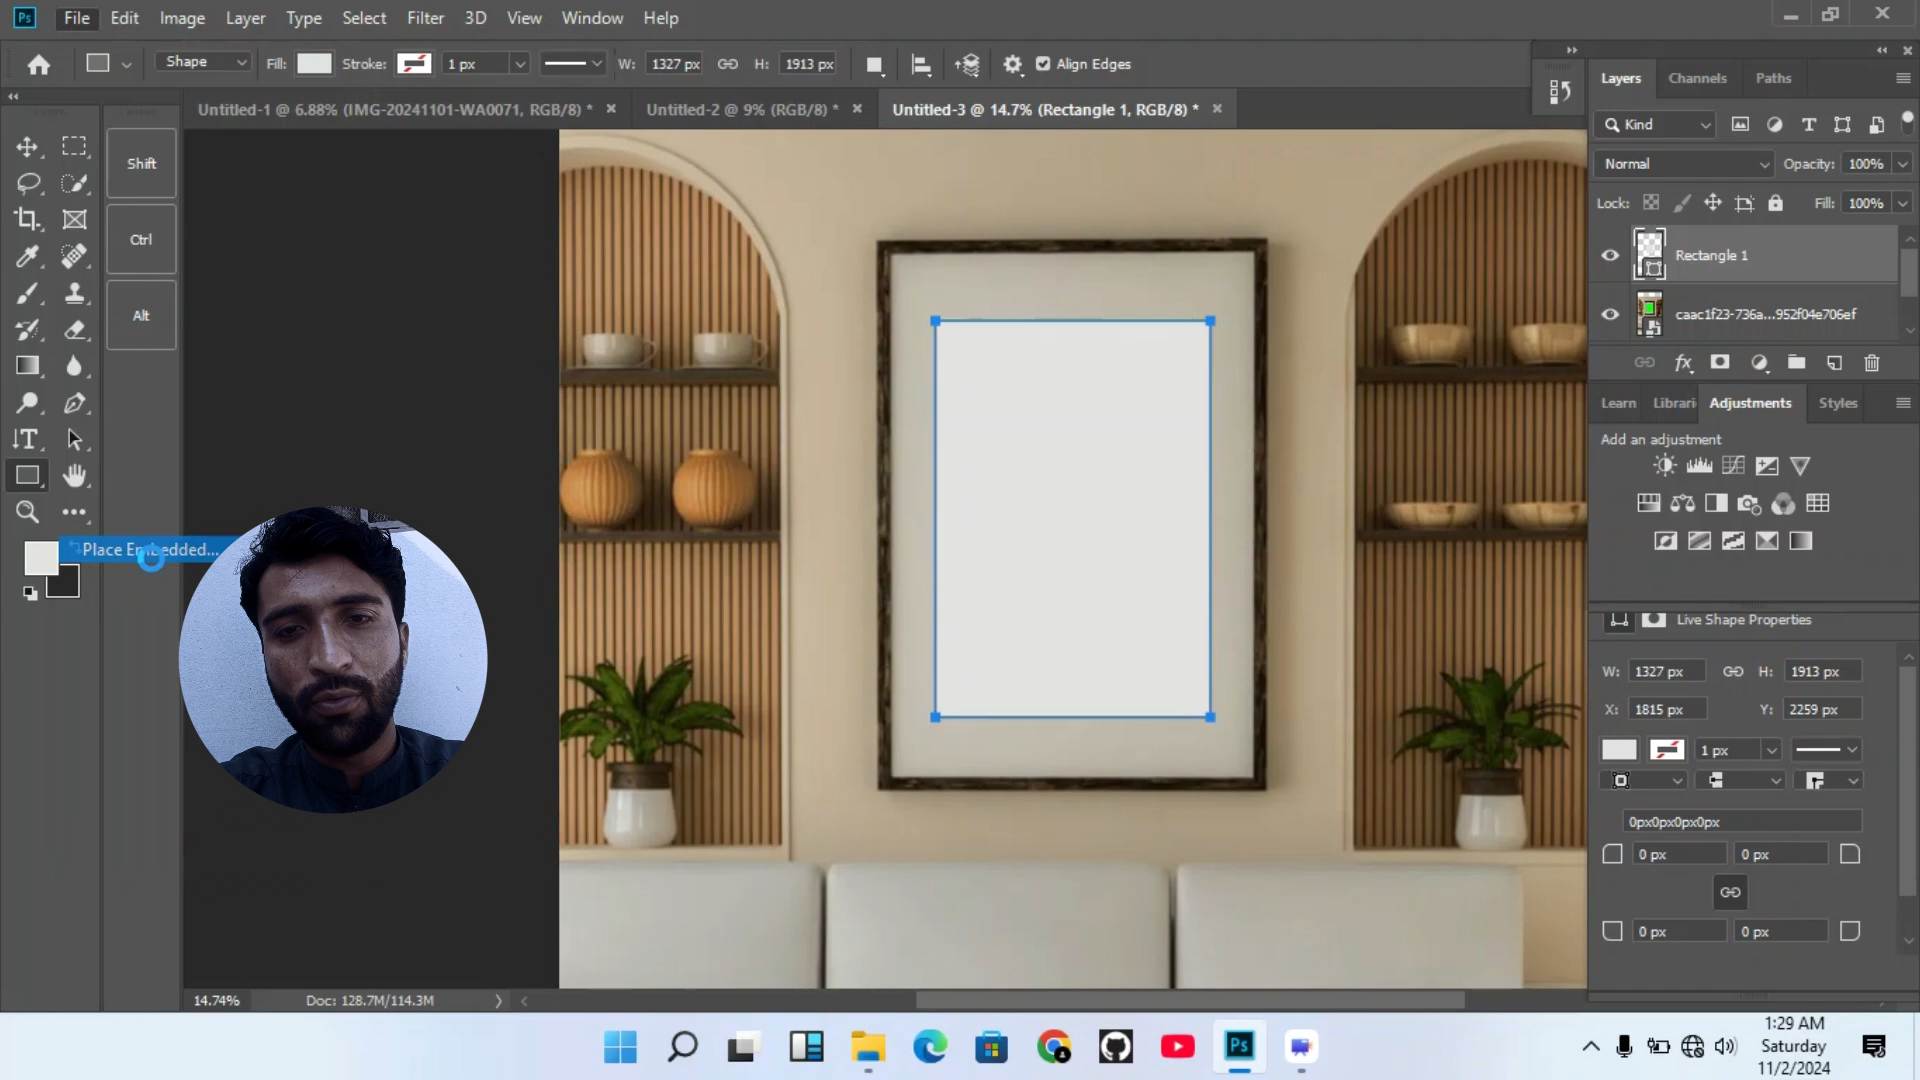 Ps File Edit Image Layer Type Select Filter 3D View Window Help
Shape Fill: Stroke: 1 px W: 1327 px H: 1913 px Align Edges
Untitled-1 @ 6.88% (IMG-20241101-WA0071, RGB/8) * Untitled-2 @ 9% (RGB/8) * Untitled-3 @ 14.7% (Rectangle 1, RGB/8) *
Shift
Ctrl
Alt
Place Embedded...
Layers Channels Paths
Kind
Normal Opacity: 100%
Lock: Fill: 100%
Rectangle 1
caac1f23-736a...952f04e706ef
fx
Learn Librari Adjustments Styles
Add an adjustment
Live Shape Properties
W: 1327 px H: 1913 px
X: 1815 px Y: 2259 px
1 px
0px0px0px0px
0 px 0 px
0 px 0 px
14.74% Doc: 128.7M/114.3M
Ps
1:29 AM
Saturday
11/2/2024